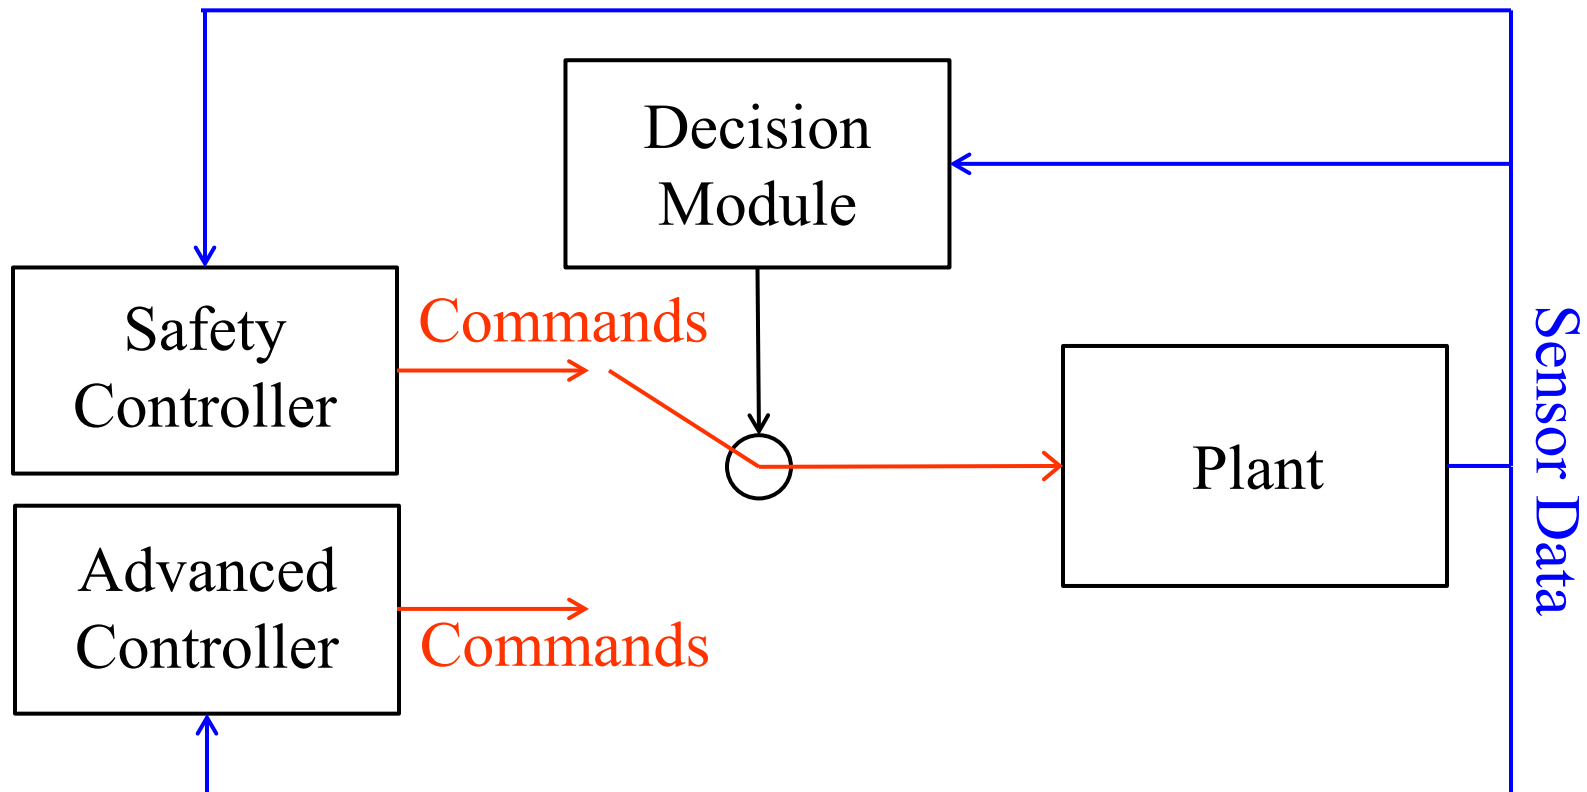 Decision
Module
Safety
Controller
Commands
Plant
Sensor Data
Advanced
Controller
Commands